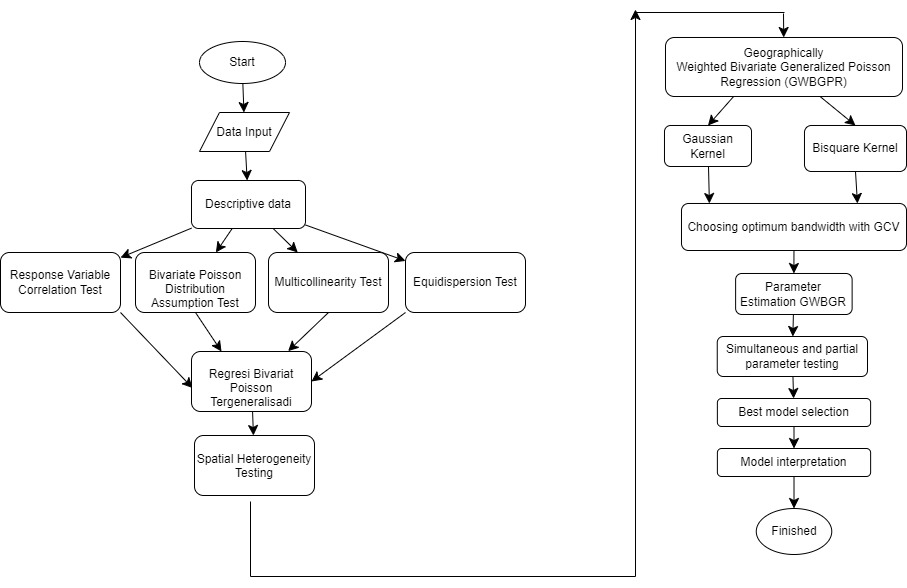 Start
Data Input
Descriptive data
Response Variable
Correlation Test
Bivariate Poisson
Distribution
Assumption Test
Multicollinearity Test
Equidispersion Test
Regresi Bivariat
Poisson
Tergeneralisadi
Spatial Heterogeneity
Testing
Geographically
Weighted Bivariate Generalized Poisson
Regression (GWBGPR)
Gaussian
Kernel
Bisquare Kernel
Choosing optimum bandwidth with GCV
Parameter
Estimation GWBGR
Simultaneous and partial
parameter testing
Best model selection
Model interpretation
Finished